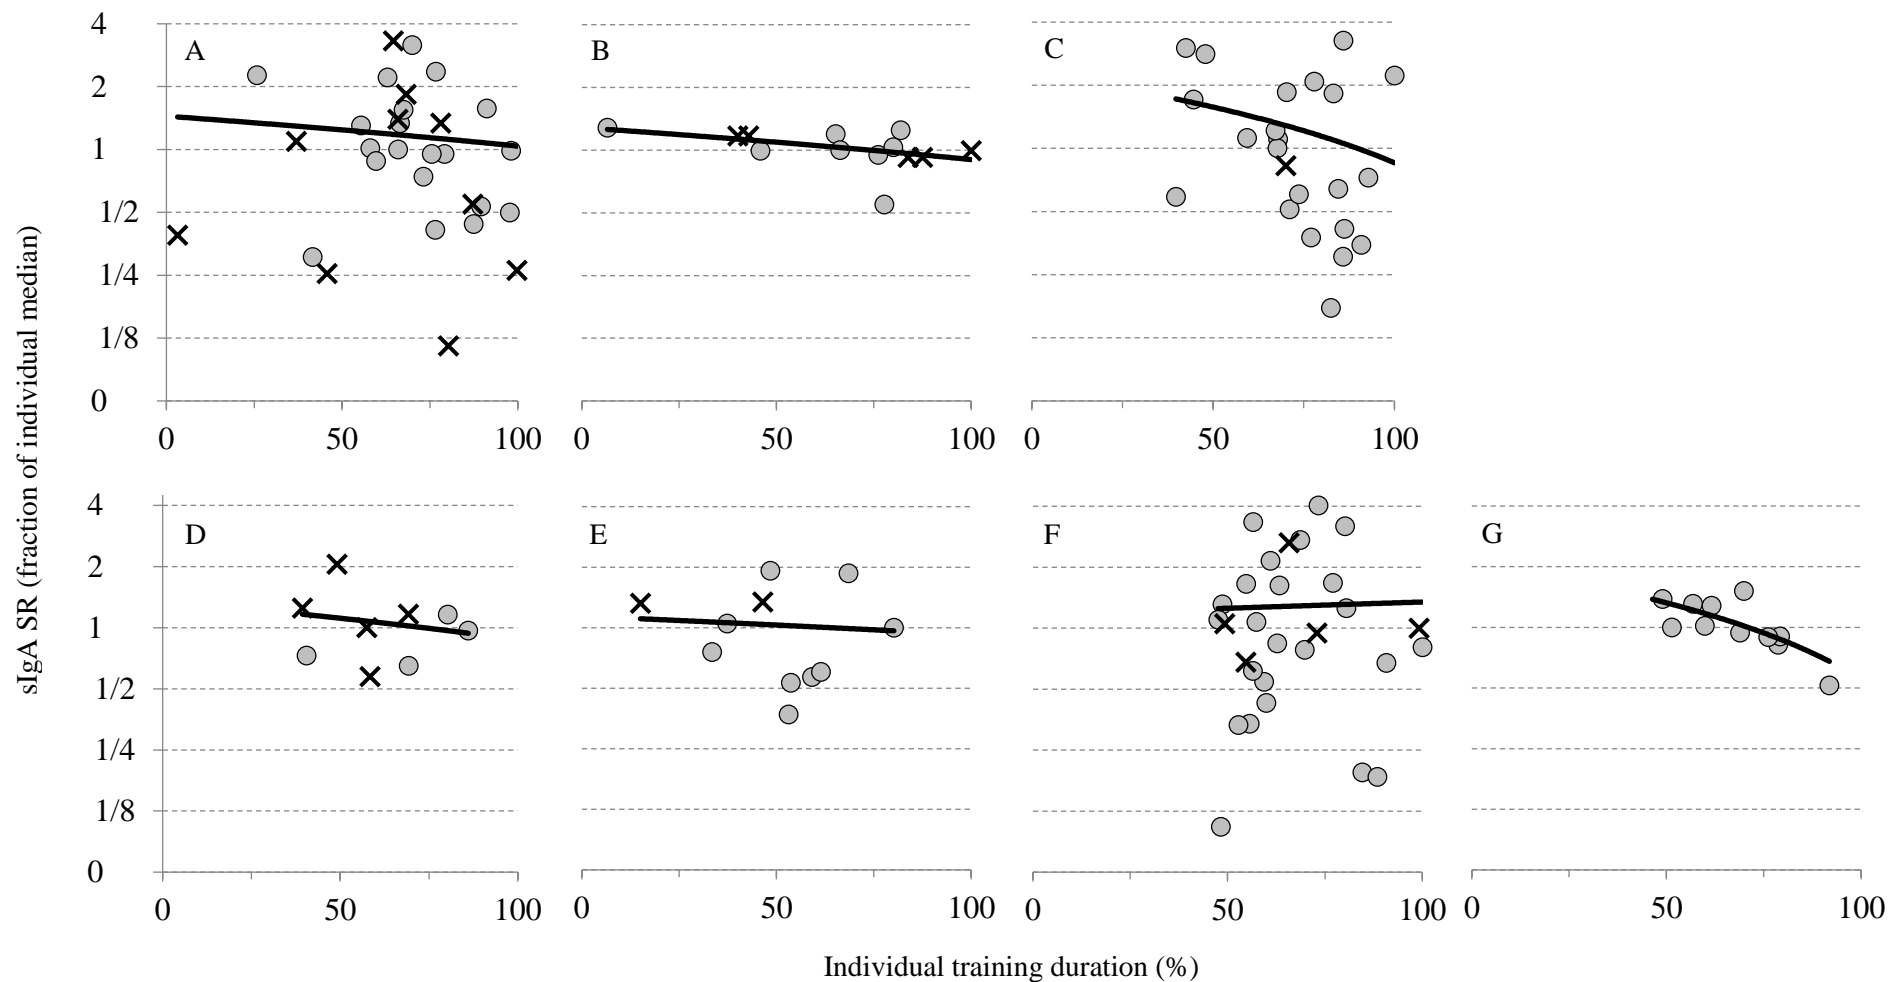 4
2
1
1/2
1/4
1/8
0
A
B
C
0 50 100 0 50 100 0 50 100
4
2
1
1/2
1/4
1/8
0
D
E
F
G
0 50 100 0 50 100 0 50 100 0 50 100
sIgA SR (fraction of individual median)
Individual training duration (%)